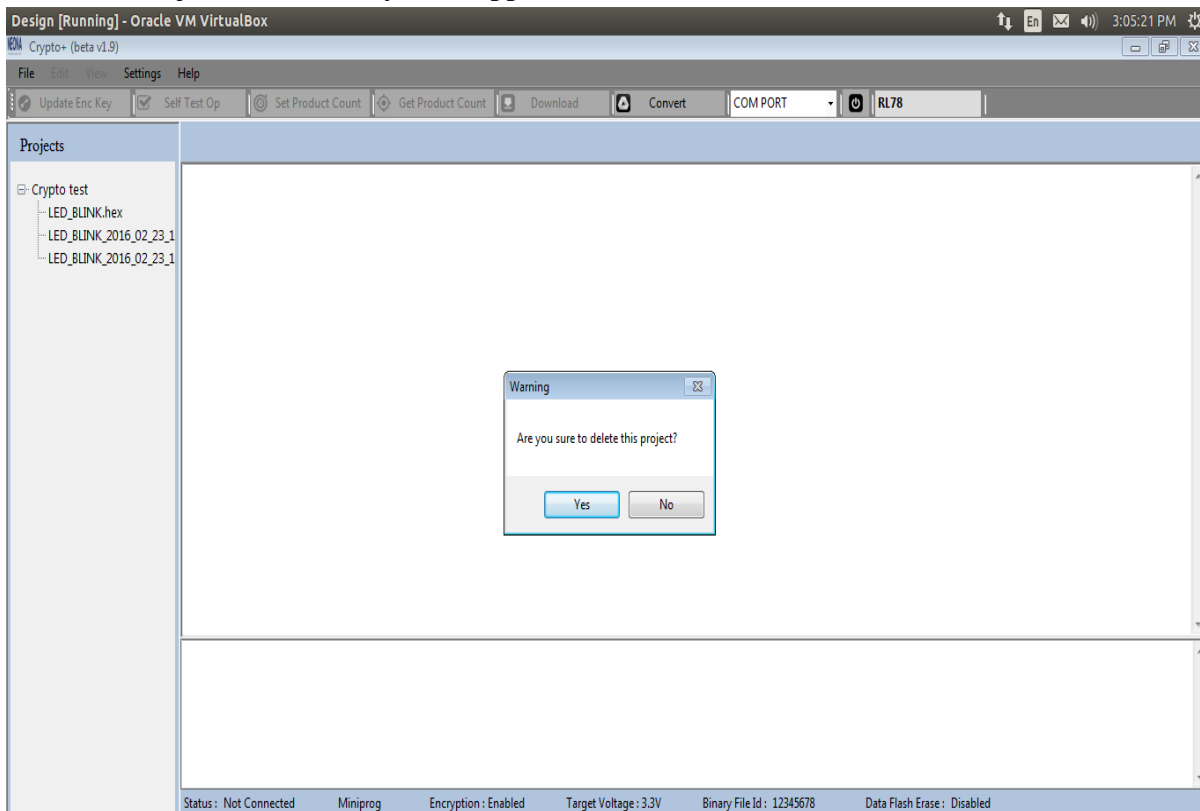 Design [Running] - Oracle VM VirtualBox
En
3:05:21 PM
Crypto+ (beta v1.9)
File Edit View Settings Help
Update Enc Key Self Test Op Set Product Count Get Product Count Download Convert COM PORT RL78
Projects
Crypto test
LED_BLINK.hex
LED_BLINK_2016_02_23_1
LED_BLINK_2016_02_23_1
Warning
Are you sure to delete this project?
Yes No
Status : Not Connected Miniprog Encryption : Enabled Target Voltage : 3.3V Binary File Id : 12345678 Data Flash Erase : Disabled